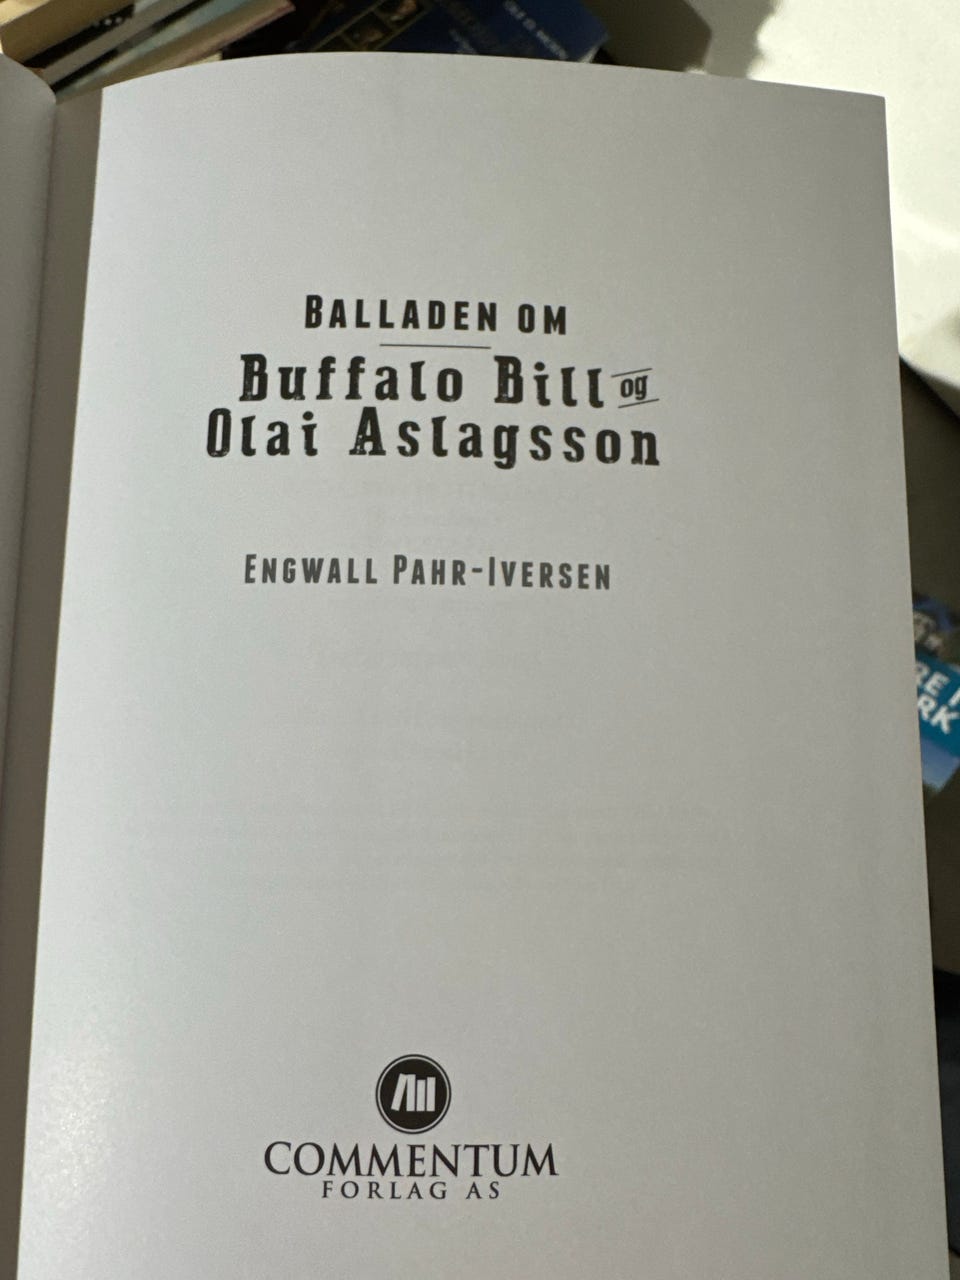 BALLADEN OM
Buffalo Bill og
Olai Aslagsson
ENGWALL PAHR-IVERSEN
COMMENTUM
FORLAG AS